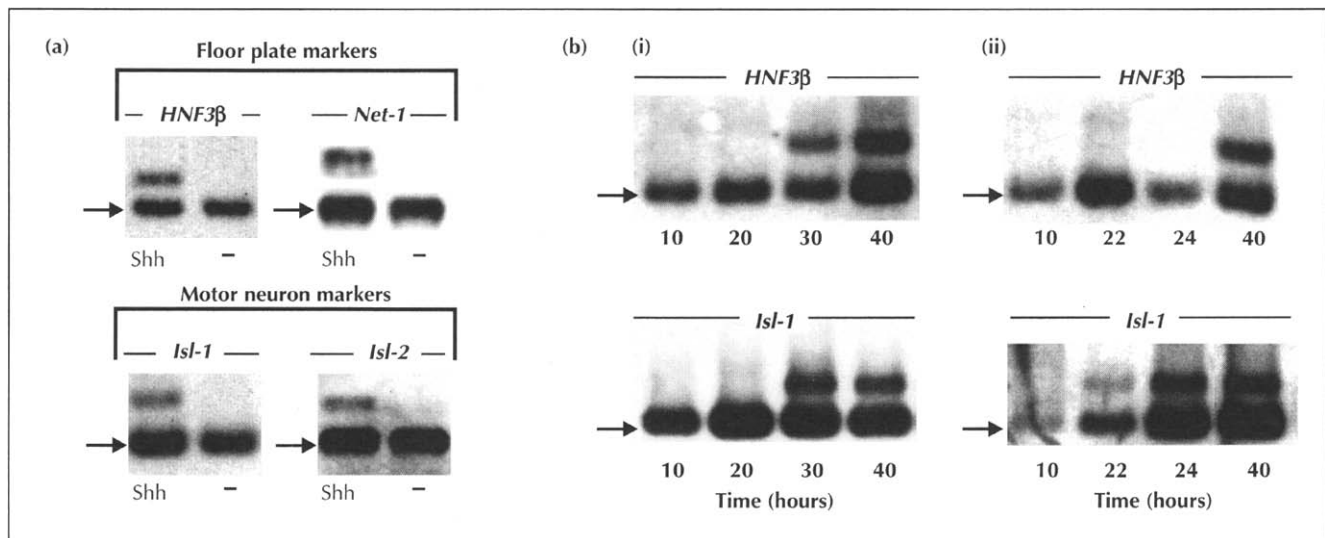 (a)
Floor plate markers
HNF3β Net-1
Shh – Shh –
Motor neuron markers
Isl-1 Isl-2
Shh – Shh –
(b) (i)
HNF3β
10 20 30 40
Isl-1
10 20 30 40
Time (hours)
(ii)
HNF3β
10 22 24 40
Isl-1
10 22 24 40
Time (hours)